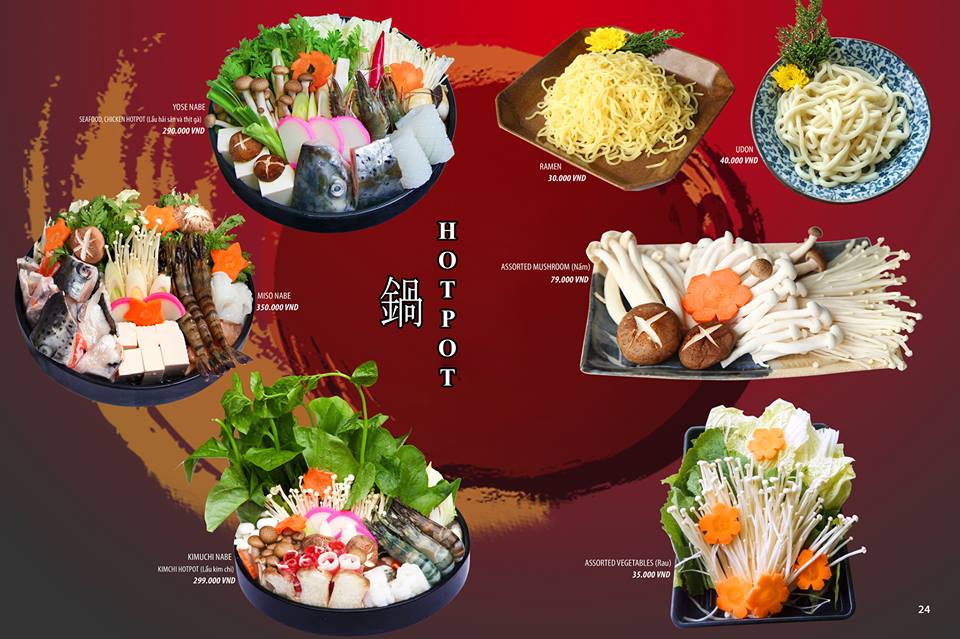 YOSE NABE
SEAFOOD, CHICKEN HOTPOT (Lẩu hải sản và thịt gà)
290.000 VND
RAMEN
30.000 VND
UDON
40.000 VND
MISO NABE
350.000 VND
鍋
HOTPOT
ASSORTED MUSHROOM (Nấm)
79.000 VND
KIMUCHI NABE
KIMCHI HOTPOT (Lẩu kim chi)
299.000 VND
ASSORTED VEGETABLES (Rau)
35.000 VND
24